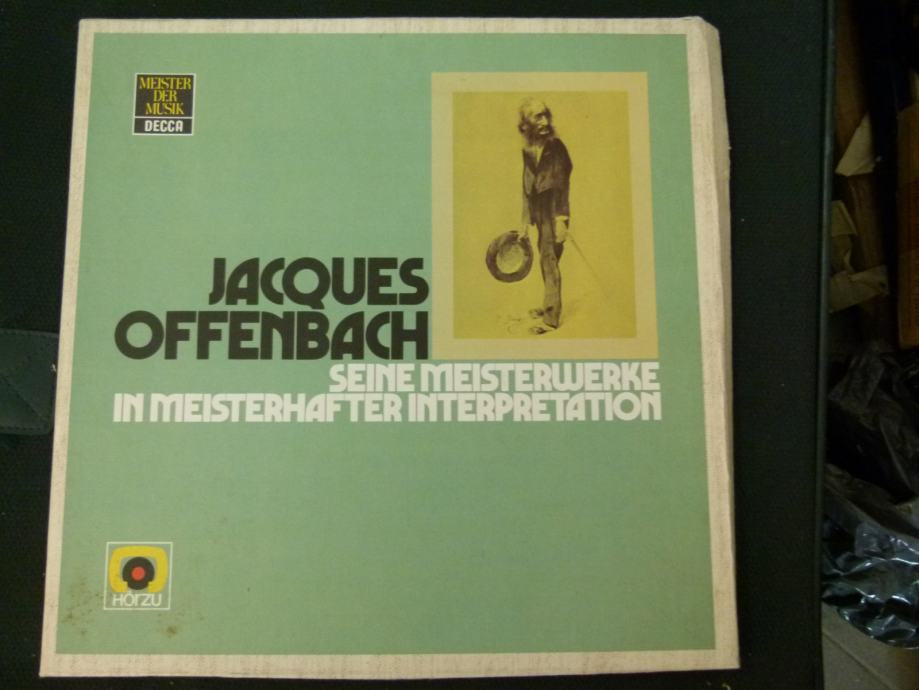 MEISTER
DER
MUSIK
DECCA
JACQUES
OFFENBACH
SEINE MEISTERWERKE
IN MEISTERHAFTER INTERPRETATION
HÖRZU